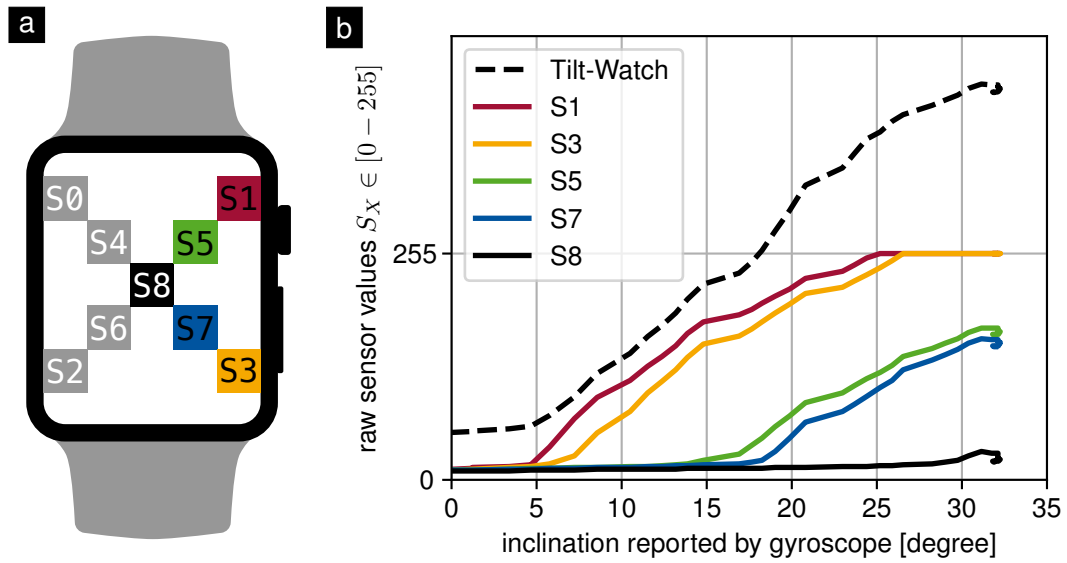 a
S0
S1
S4
S5
S8
S6
S7
S2
S3
b
raw sensor values $S_X \in [0 - 255]$
255
0
Tilt-Watch
S1
S3
S5
S7
S8
0 5 10 15 20 25 30 35
inclination reported by gyroscope [degree]